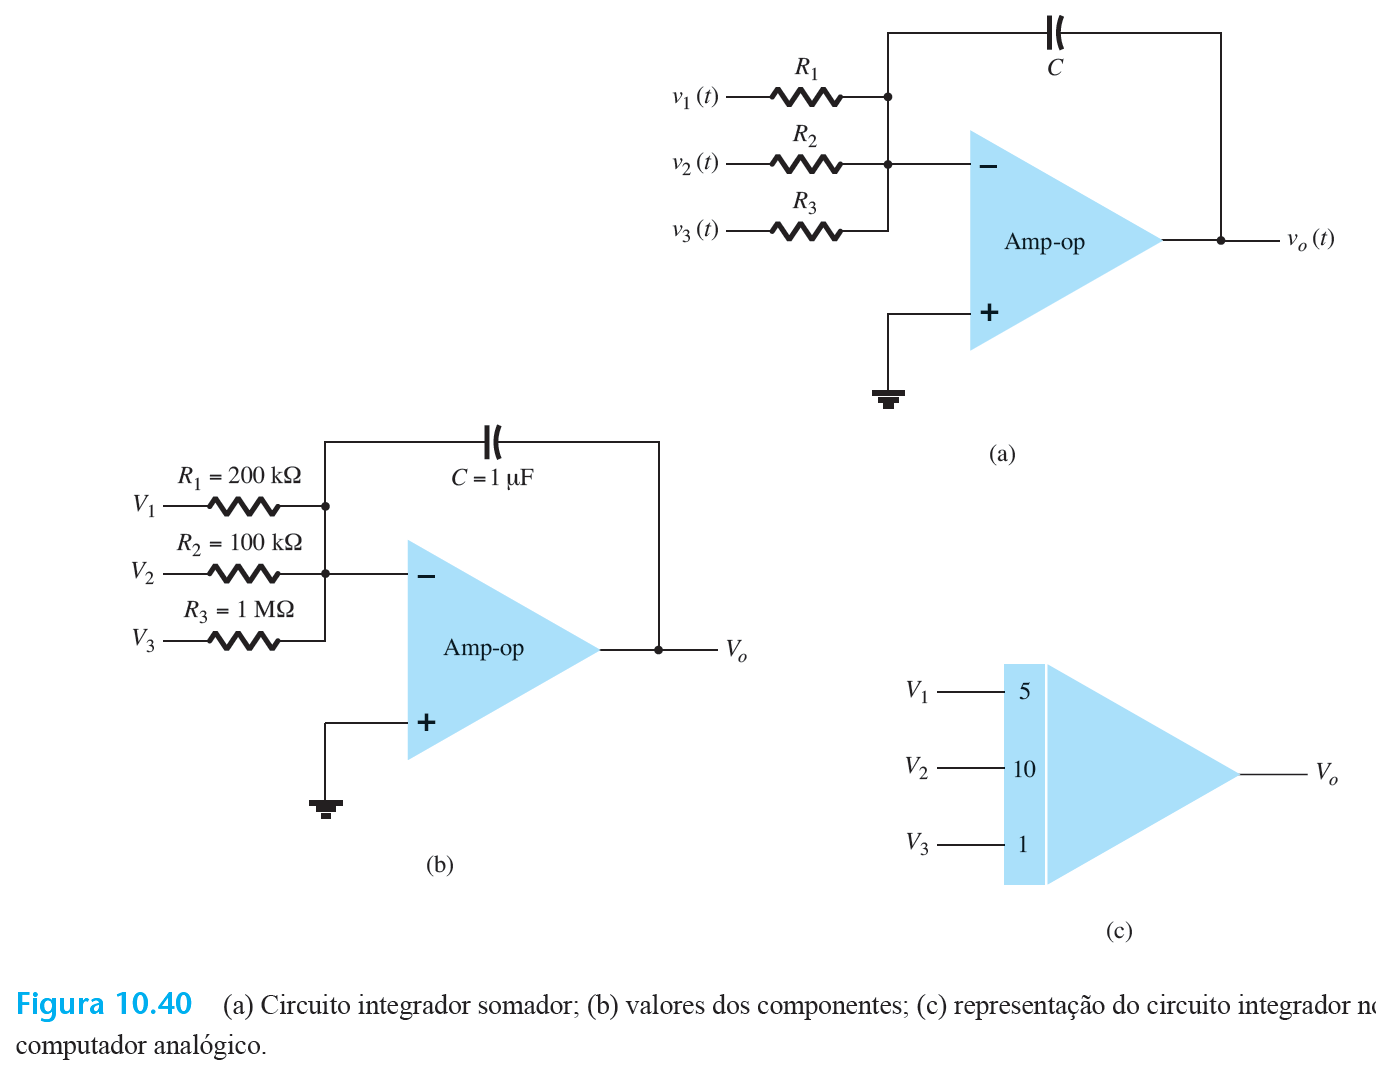 C
R1
v1 (t)
R2
v2 (t)
R3
v3 (t)
−
Amp-op
+
vo (t)
(a)
C = 1 μF
R1 = 200 kΩ
V1
R2 = 100 kΩ
V2
R3 = 1 MΩ
V3
−
Amp-op
+
Vo
(b)
V1
5
V2
10
V3
1
Vo
(c)
Figura 10.40 (a) Circuito integrador somador; (b) valores dos componentes; (c) representação do circuito integrador
computador analógico.